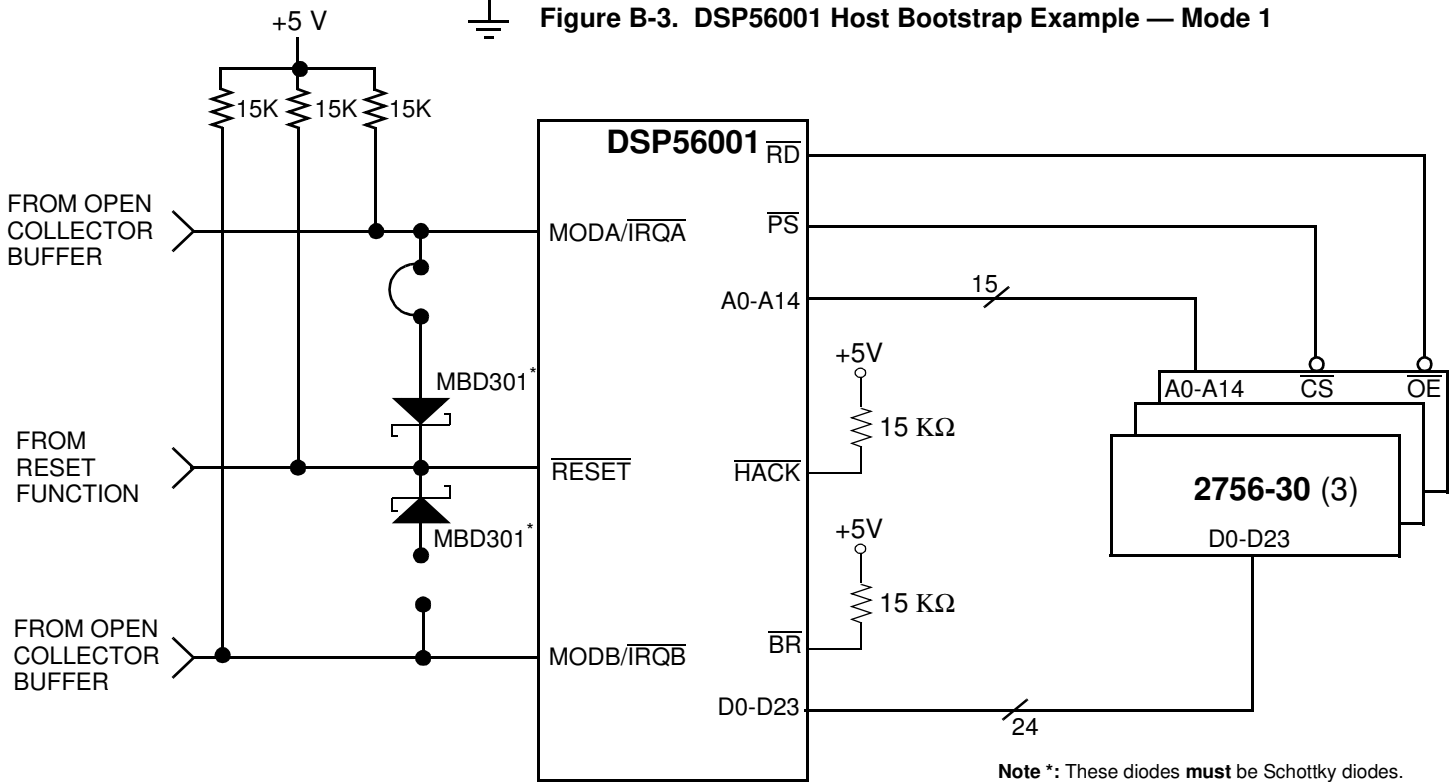 Figure B-3. DSP56001 Host Bootstrap Example — Mode 1
+5 V
15K
15K
15K
DSP56001
RD
FROM OPEN
COLLECTOR
BUFFER
MODA/IRQA
PS
A0-A14
15
+5V
15 KΩ
MBD301*
A0-A14
CS
OE
FROM
RESET
FUNCTION
RESET
HACK
2756-30 (3)
D0-D23
MBD301*
+5V
15 KΩ
FROM OPEN
COLLECTOR
BUFFER
MODB/IRQB
BR
D0-D23
24
Note *: These diodes must be Schottky diodes.